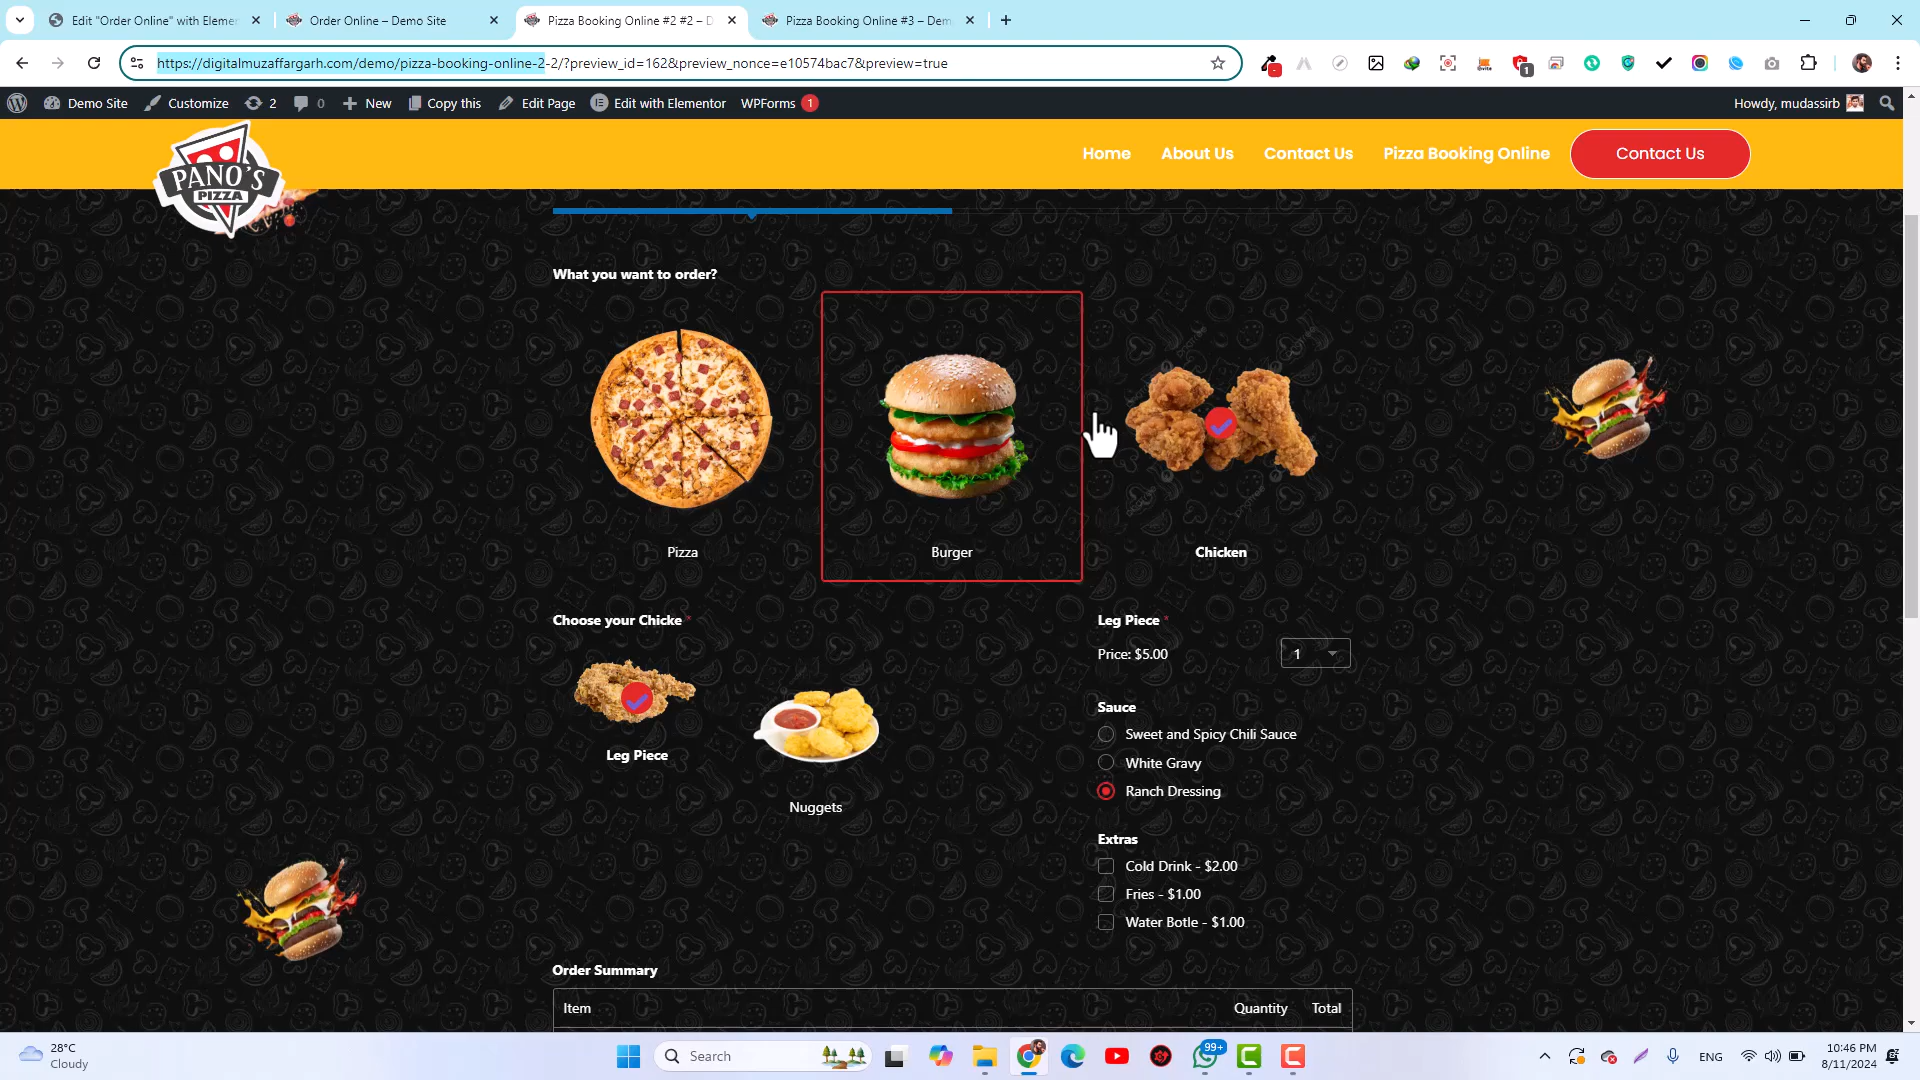 Edit "Order Online" with Elemen
Order Online – Demo Site
Pizza Booking Online #2 #2 – D
Pizza Booking Online #3 – Dem
https://digitalmuzaffargarh.com/demo/pizza-booking-online-2-2/?preview_id=162&preview_nonce=e10574bac7&preview=true
1
Demo Site
Customize
2
0
New
Copy this
Edit Page
Edit with Elementor
WPForms 1
Howdy, mudassirb
PANO'S
PIZZA
Home
About Us
Contact Us
Pizza Booking Online
Contact Us
What you want to order?
Pizza
Burger
Chicken
Choose your Chicke *
Leg Piece *
Price: $5.00
1
Sauce
Sweet and Spicy Chili Sauce
White Gravy
Ranch Dressing
Leg Piece
Nuggets
Extras
Cold Drink - $2.00
Fries - $1.00
Water Botle - $1.00
Order Summary
Item Quantity Total
28°C
Cloudy
Search
99+
ENG
10:46 PM
8/11/2024